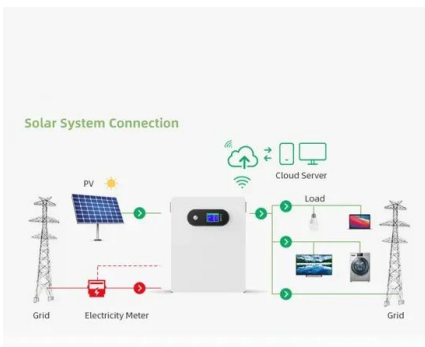 Solar System Connection
Cloud Server
PV
Load
Grid
Electricity Meter
Grid